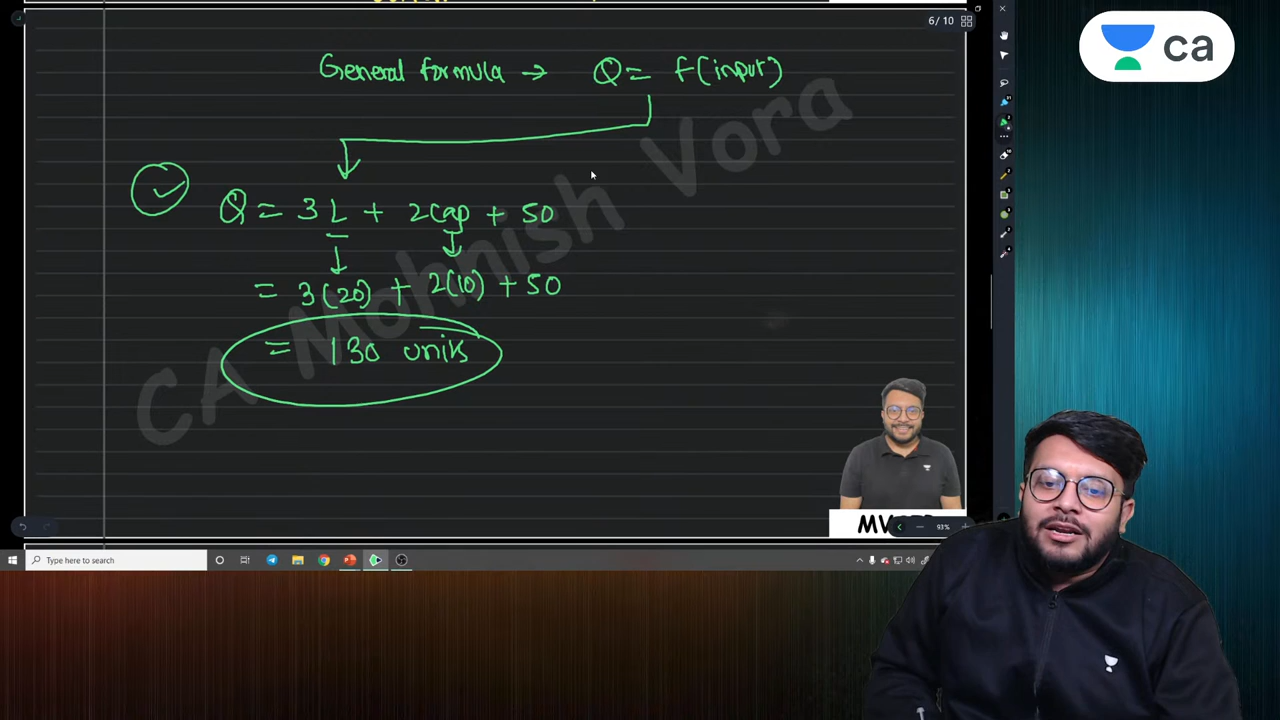 6/10
ca
General formula → Q = f(input)
Q = 3L + 2Cap + 50
= 3(20) + 2(10) + 50
= 130 units
CA Mohnish Vora
93%
Type here to search